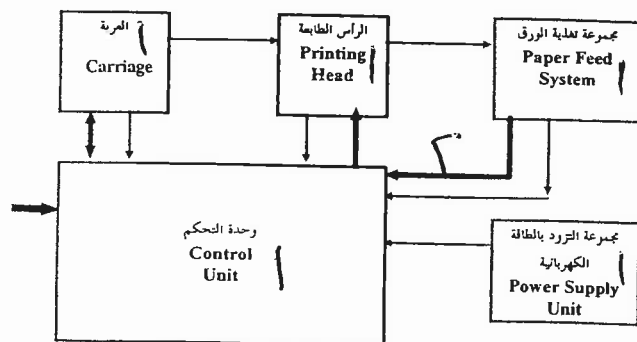 العربة
Carriage
الرأس الطابعة
Printing
Head
مجموعة تغذية الورق
Paper Feed
System
وحدة التحكم
Control
Unit
مجموعة التزود بالطاقة
الكهربائية
Power Supply
Unit